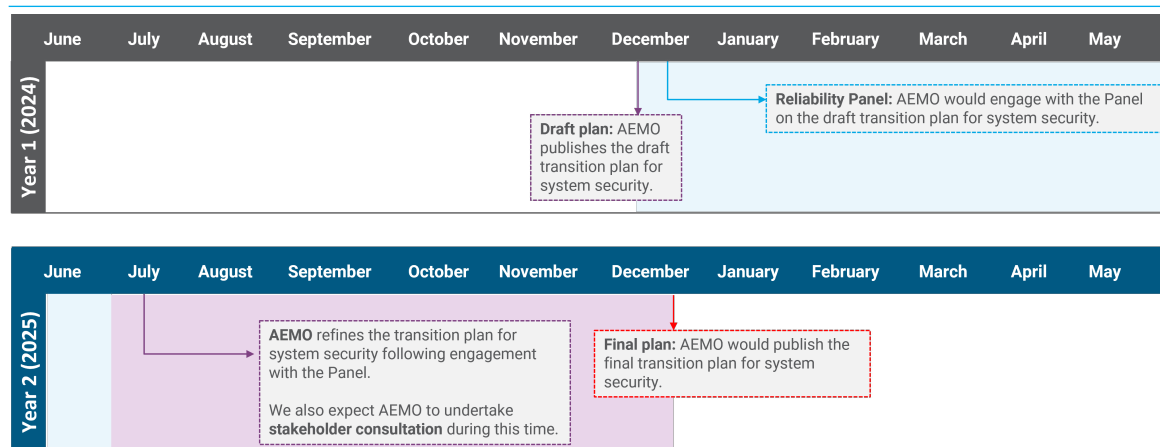 June July August September October November December January February March April May
Year 1 (2024)
Reliability Panel: AEMO would engage with the Panel
on the draft transition plan for system security.
Draft plan: AEMO
publishes the draft
transition plan for
system security.
June July August September October November December January February March April May
Year 2 (2025)
AEMO refines the transition plan for
system security following engagement
with the Panel.
We also expect AEMO to undertake
stakeholder consultation during this time.
Final plan: AEMO would publish the
final transition plan for system
security.